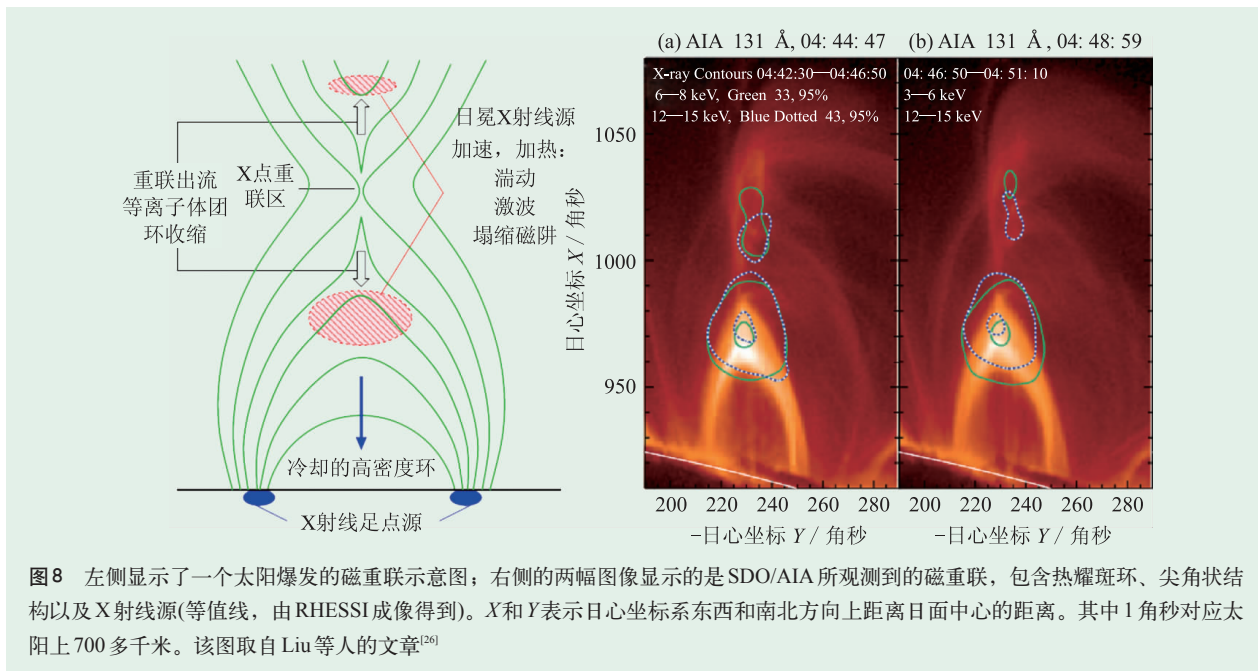 日冕X射线源
加速，加热：
湍动
激波
塌缩磁阱
X点重
联区
重联出流
等离子体团
环收缩
冷却的高密度环
X射线足点源
(a) AIA 131 Å, 04: 44: 47
X-ray Contours 04:42:30—04:46:50
6—8 keV, Green 33, 95%
12—15 keV, Blue Dotted 43, 95%
(b) AIA 131 Å, 04: 48: 59
04: 46: 50—04: 51: 10
3—6 keV
12—15 keV
日心坐标 X / 角秒
1050
1000
950
200 220 240 260 280
200 220 240 260 280
-日心坐标 Y / 角秒
-日心坐标 Y / 角秒
图8 左侧显示了一个太阳爆发的磁重联示意图；右侧的两幅图像显示的是SDO/AIA所观测到的磁重联，包含热耀斑环、尖角状结
构以及X射线源(等值线，由RHESSI成像得到)。X和Y表示日心坐标系东西和南北方向上距离日面中心的距离。其中1角秒对应太
阳上700多千米。该图取自Liu等人的文章[26]